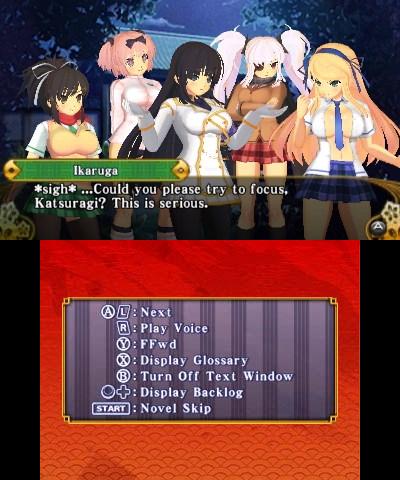 Ikaruga
*sigh* ...Could you please try to focus,
Katsuragi? This is serious.
A
A L : Next
R : Play Voice
Y : FFwd
X : Display Glossary
B : Turn Off Text Window
: Display Backlog
START : Novel Skip